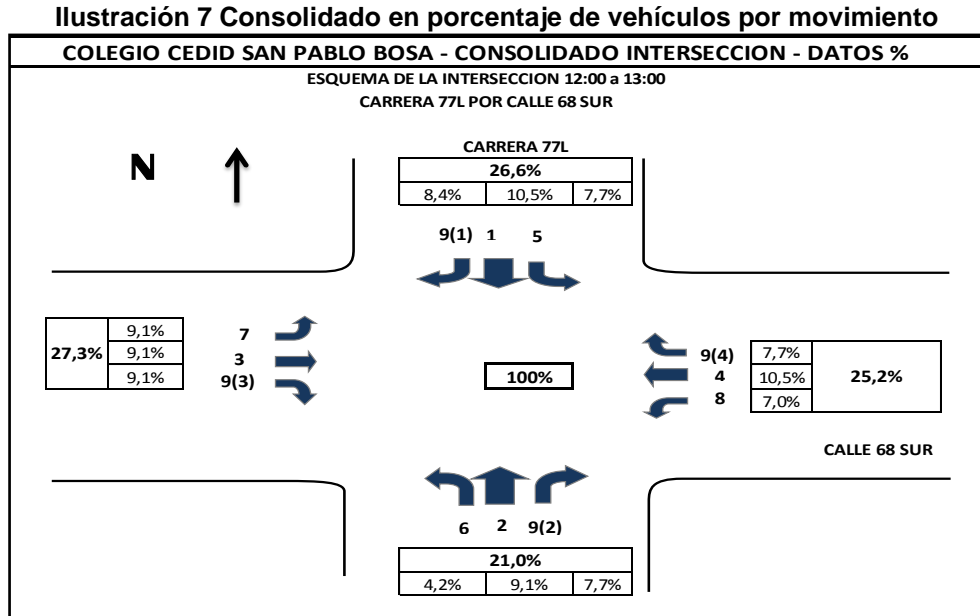 Ilustración 7 Consolidado en porcentaje de vehículos por movimiento
COLEGIO CEDID SAN PABLO BOSA - CONSOLIDADO INTERSECCION - DATOS %
ESQUEMA DE LA INTERSECCION 12:00 a 13:00
CARRERA 77L POR CALLE 68 SUR
N
CARRERA 77L
26,6%
8,4% 10,5% 7,7%
9(1) 1 5
27,3%
9,1%
9,1%
9,1%
7
3
9(3)
100%
9(4)
4
8
7,7%
10,5%
7,0%
25,2%
CALLE 68 SUR
6 2 9(2)
21,0%
4,2% 9,1% 7,7%